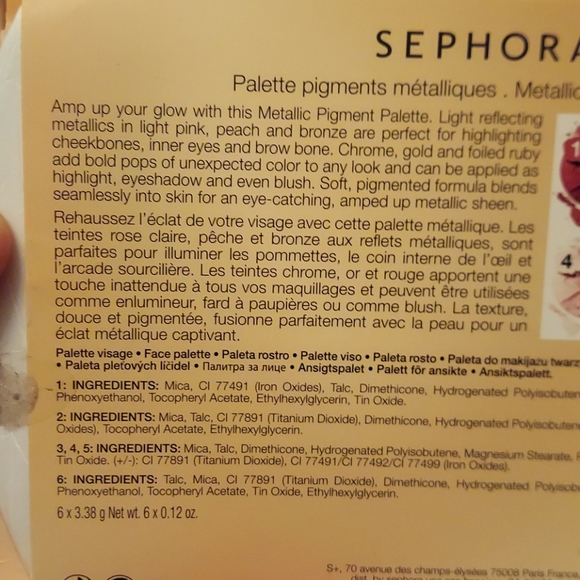 SEPHORA
Palette pigments métalliques . Metallic
Amp up your glow with this Metallic Pigment Palette. Light reflecting
metallics in light pink, peach and bronze are perfect for highlighting
cheekbones, inner eyes and brow bone. Chrome, gold and foiled ruby
add bold pops of unexpected color to any look and can be applied as
highlight, eyeshadow and even blush. Soft, pigmented formula blends
seamlessly into skin for an eye-catching, amped up metallic sheen.
Rehaussez l'éclat de votre visage avec cette palette métallique. Les
teintes rose claire, pêche et bronze aux reflets métalliques, sont
parfaites pour illuminer les pommettes, le coin interne de l'œil et
l'arcade sourcilière. Les teintes chrome, or et rouge apportent une
touche inattendue à tous vos maquillages et peuvent être utilisées
comme enlumineur, fard à paupières ou comme blush. La texture,
douce et pigmentée, fusionne parfaitement avec la peau pour un
éclat métallique captivant.
1
4
Palette visage • Face palette • Paleta rostro • Palette viso • Paleta rosto • Paleta do makijażu twarz
• Paleta pleťových líčidel • Палитра за лице • Ansigtspalet • Palett för ansikte • Ansiktspalett.
1: INGREDIENTS: Mica, CI 77491 (Iron Oxides), Talc, Dimethicone, Hydrogenated Polyisobuten
Phenoxyethanol, Tocopheryl Acetate, Ethylhexylglycerin, Tin Oxide.
2: INGREDIENTS: Mica, Talc, CI 77891 (Titanium Dioxide), Dimethicone, Hydrogenated Polyisobuten
Oxides), Tocopheryl Acetate, Ethylhexylglycerin.
3, 4, 5: INGREDIENTS: Mica, Talc, Dimethicone, Hydrogenated Polyisobutene, Magnesium Stearate,
Tin Oxide. (+/-): CI 77891 (Titanium Dioxide), CI 77491/CI 77492/CI 77499 (Iron Oxides).
6: INGREDIENTS: Talc, Mica, CI 77891 (Titanium Dioxide), Dimethicone, Hydrogenated Polyisobu
Phenoxyethanol, Tocopheryl Acetate, Tin Oxide, Ethylhexylglycerin.
6 x 3.38 g Net wt. 6 x 0.12 oz.
S+, 70 avenue des champs-élysées 75008 Paris France
dist. by sephora